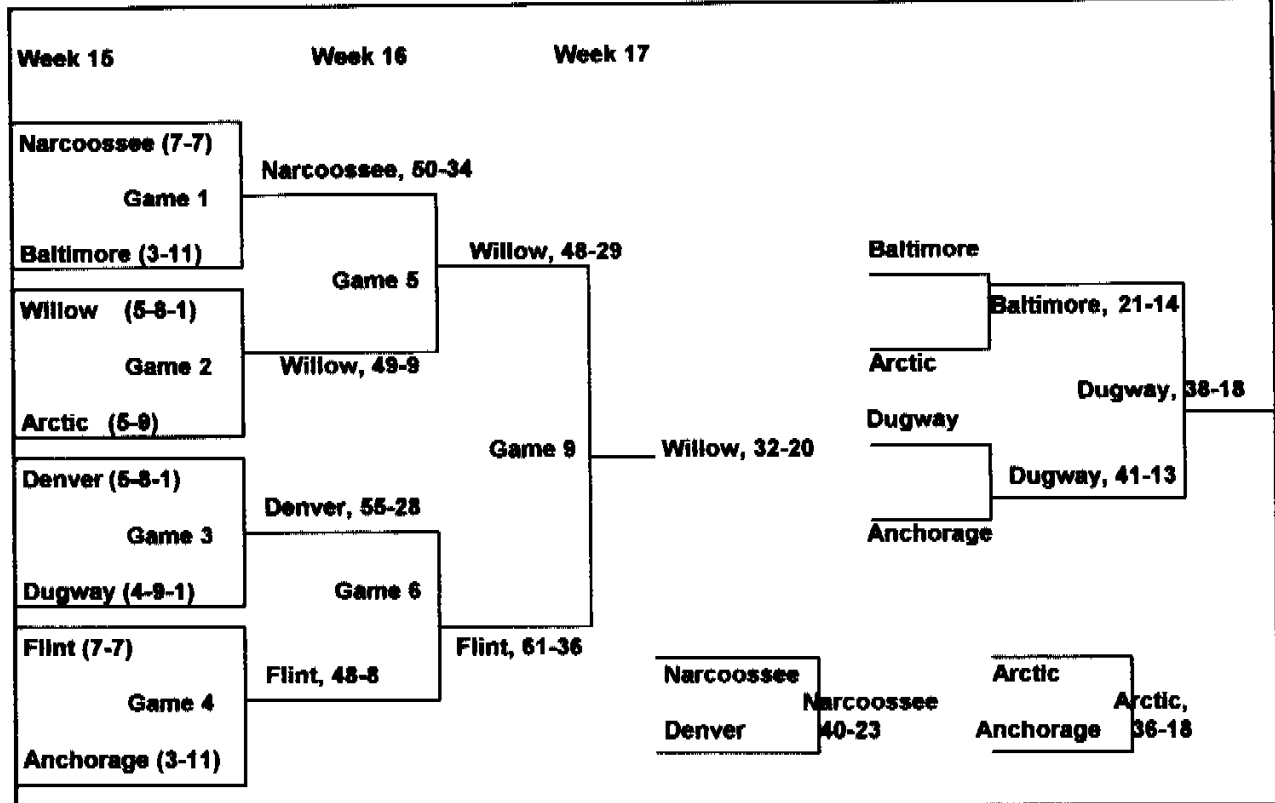 Week 15 Week 16 Week 17
Narcoossee (7-7)
Game 1
Baltimore (3-11)
Willow (5-8-1)
Game 2
Arctic (5-9)
Denver (5-8-1)
Game 3
Dugway (4-9-1)
Flint (7-7)
Game 4
Anchorage (3-11)
Narcoossee, 50-34
Game 5
Willow, 49-9
Denver, 55-28
Game 6
Flint, 48-8
Willow, 48-29
Game 9
Flint, 61-36
Willow, 32-20
Baltimore
Baltimore, 21-14
Arctic
Dugway, 38-18
Dugway
Dugway, 41-13
Anchorage
Narcoossee
Narcoossee
Denver
40-23
Arctic
Arctic,
Anchorage
36-18